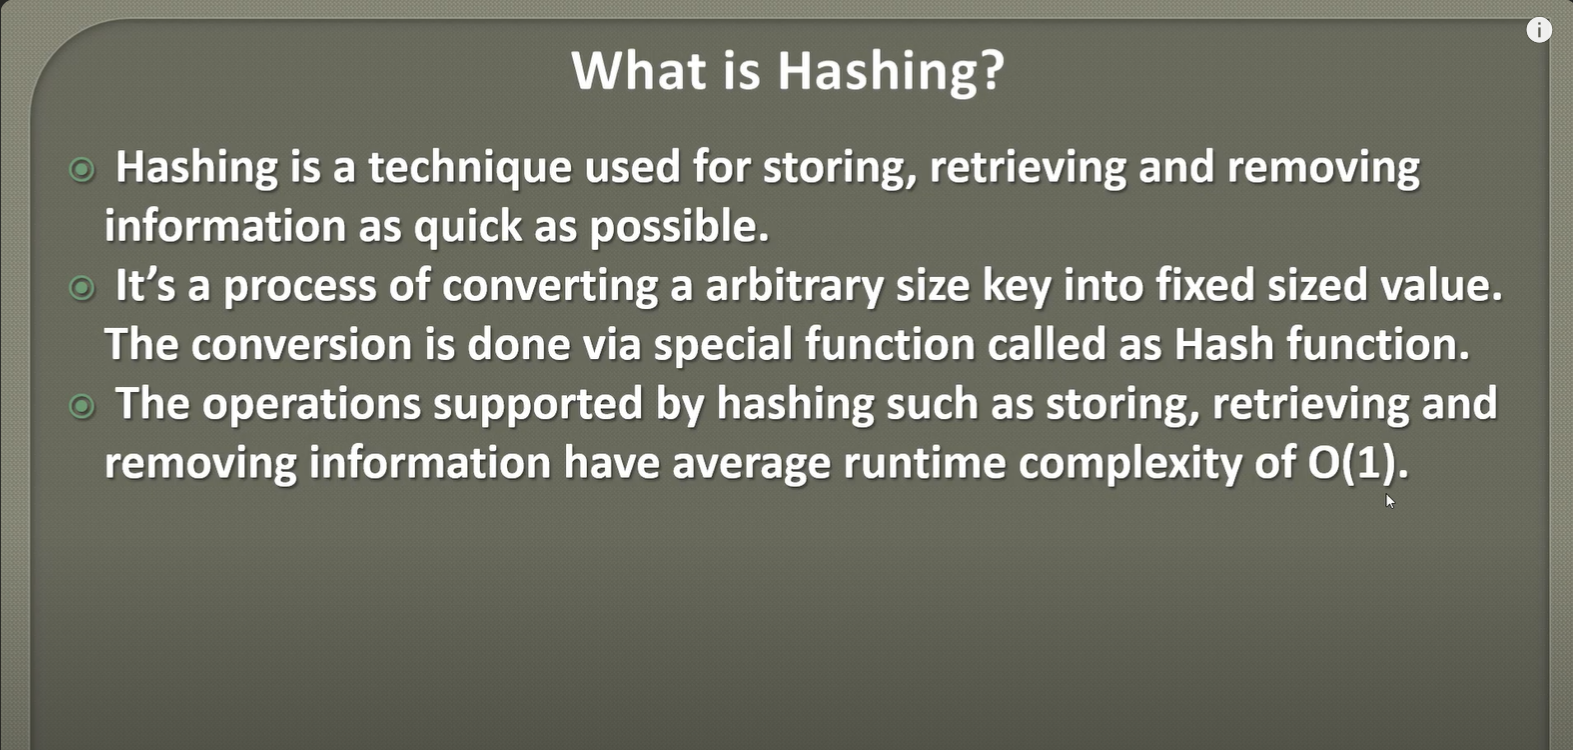 What is Hashing?
Hashing is a technique used for storing, retrieving and removing
information as quick as possible.
It’s a process of converting a arbitrary size key into fixed sized value.
The conversion is done via special function called as Hash function.
The operations supported by hashing such as storing, retrieving and
removing information have average runtime complexity of O(1).